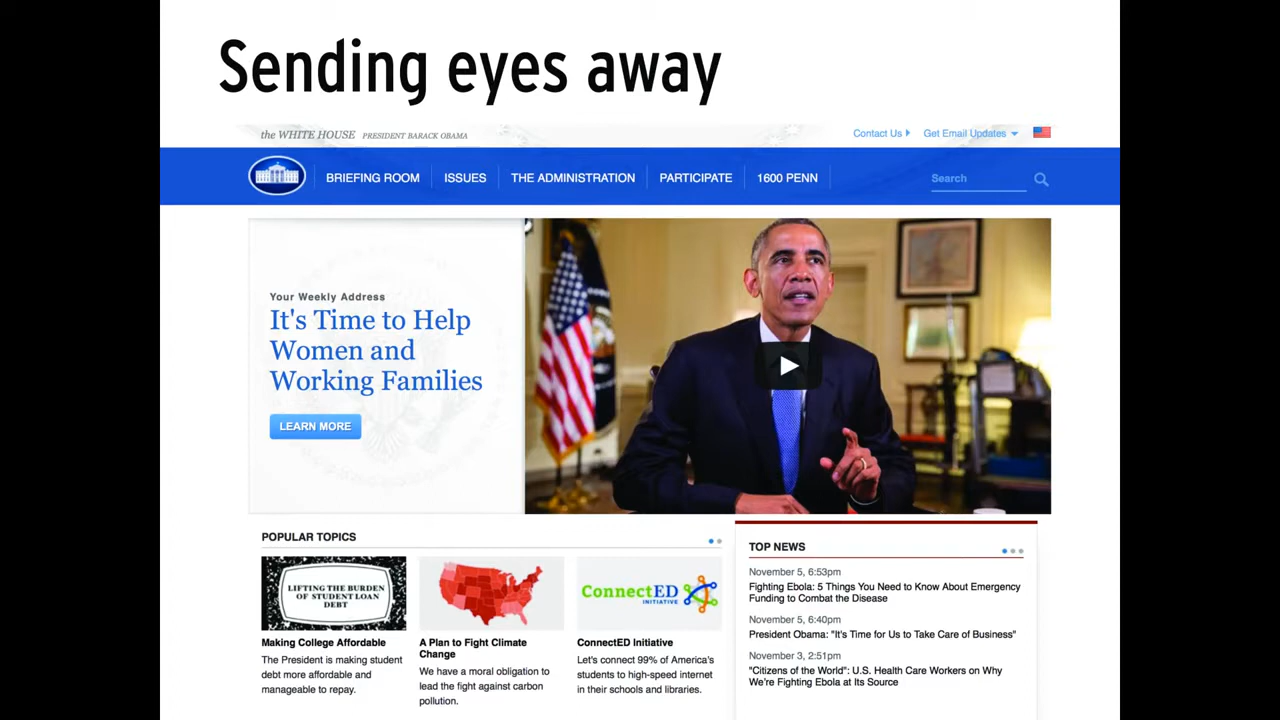 Sending eyes away
the WHITE HOUSE PRESIDENT BARACK OBAMA
Contact Us Get Email Updates
BRIEFING ROOM ISSUES THE ADMINISTRATION PARTICIPATE 1600 PENN Search
Your Weekly Address
It's Time to Help
Women and
Working Families
LEARN MORE
POPULAR TOPICS
LIFTING THE BURDEN
OF STUDENT LOAN
DEBT
Making College Affordable
The President is making student
debt more affordable and
manageable to repay.
A Plan to Fight Climate
Change
We have a moral obligation to
lead the fight against carbon
pollution.
ConnectED
INITIATIVE
ConnectED Initiative
Let's connect 99% of America's
students to high-speed internet
in their schools and libraries.
TOP NEWS
November 5, 6:53pm
Fighting Ebola: 5 Things You Need to Know About Emergency
Funding to Combat the Disease
November 5, 6:40pm
President Obama: "It's Time for Us to Take Care of Business"
November 3, 2:51pm
"Citizens of the World": U.S. Health Care Workers on Why
We're Fighting Ebola at Its Source